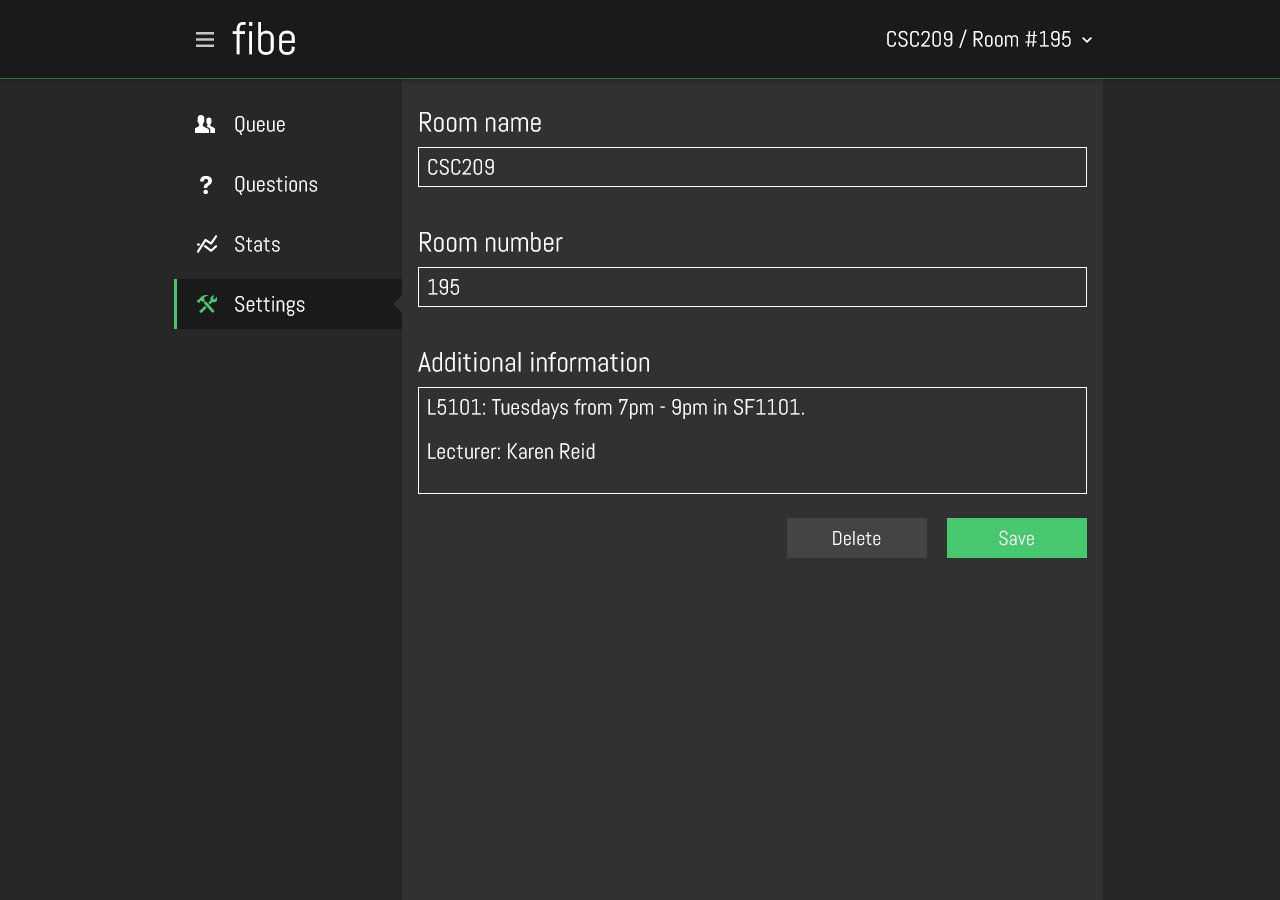 fibe
CSC209 / Room #195
Queue
Questions
Stats
Settings
Room name
CSC209
Room number
195
Additional information
L5101: Tuesdays from 7pm - 9pm in SF1101.
Lecturer: Karen Reid
Delete
Save